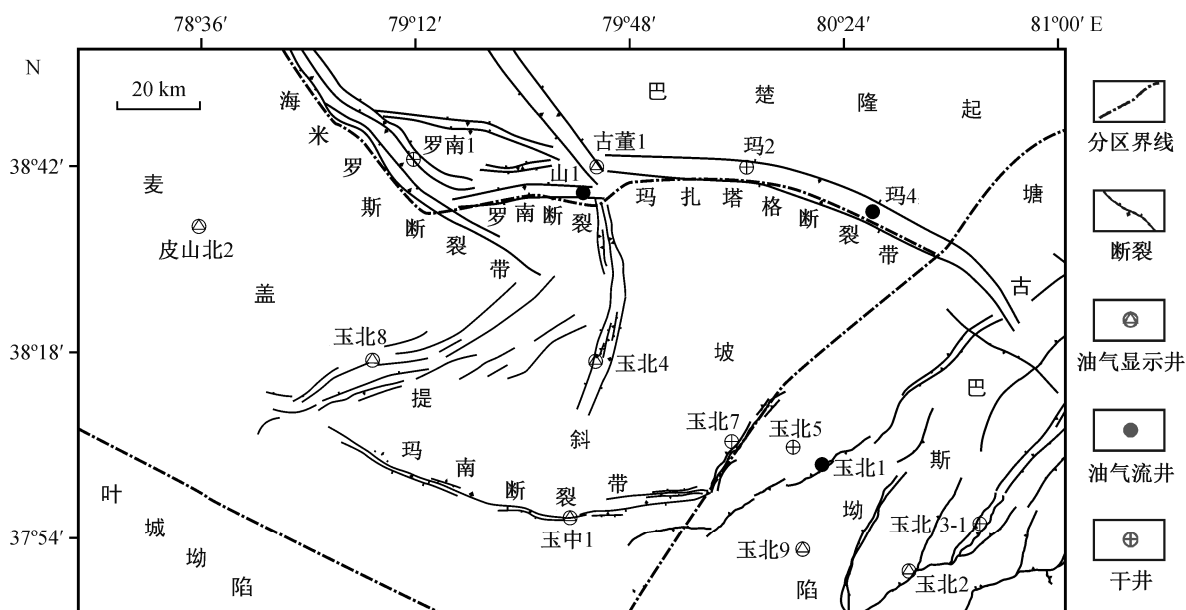 78°36′ 79°12′ 79°48′ 80°24′ 81°00′ E
N
20 km
38°42′
38°18′
37°54′
巴楚隆起
海米罗斯断裂带
罗南1
古董1
玛2
山1
罗南断裂
玛扎塔格断裂带
玛4
麦盖提斜坡
皮山北2
塘古巴斯坳陷
玉北8
玉北4
玉北7
玉北5
玉北1
玛南断裂带
玉中1
玉北9
玉北3-1
玉北2
叶城坳陷
分区界线
断裂
油气显示井
油气流井
干井